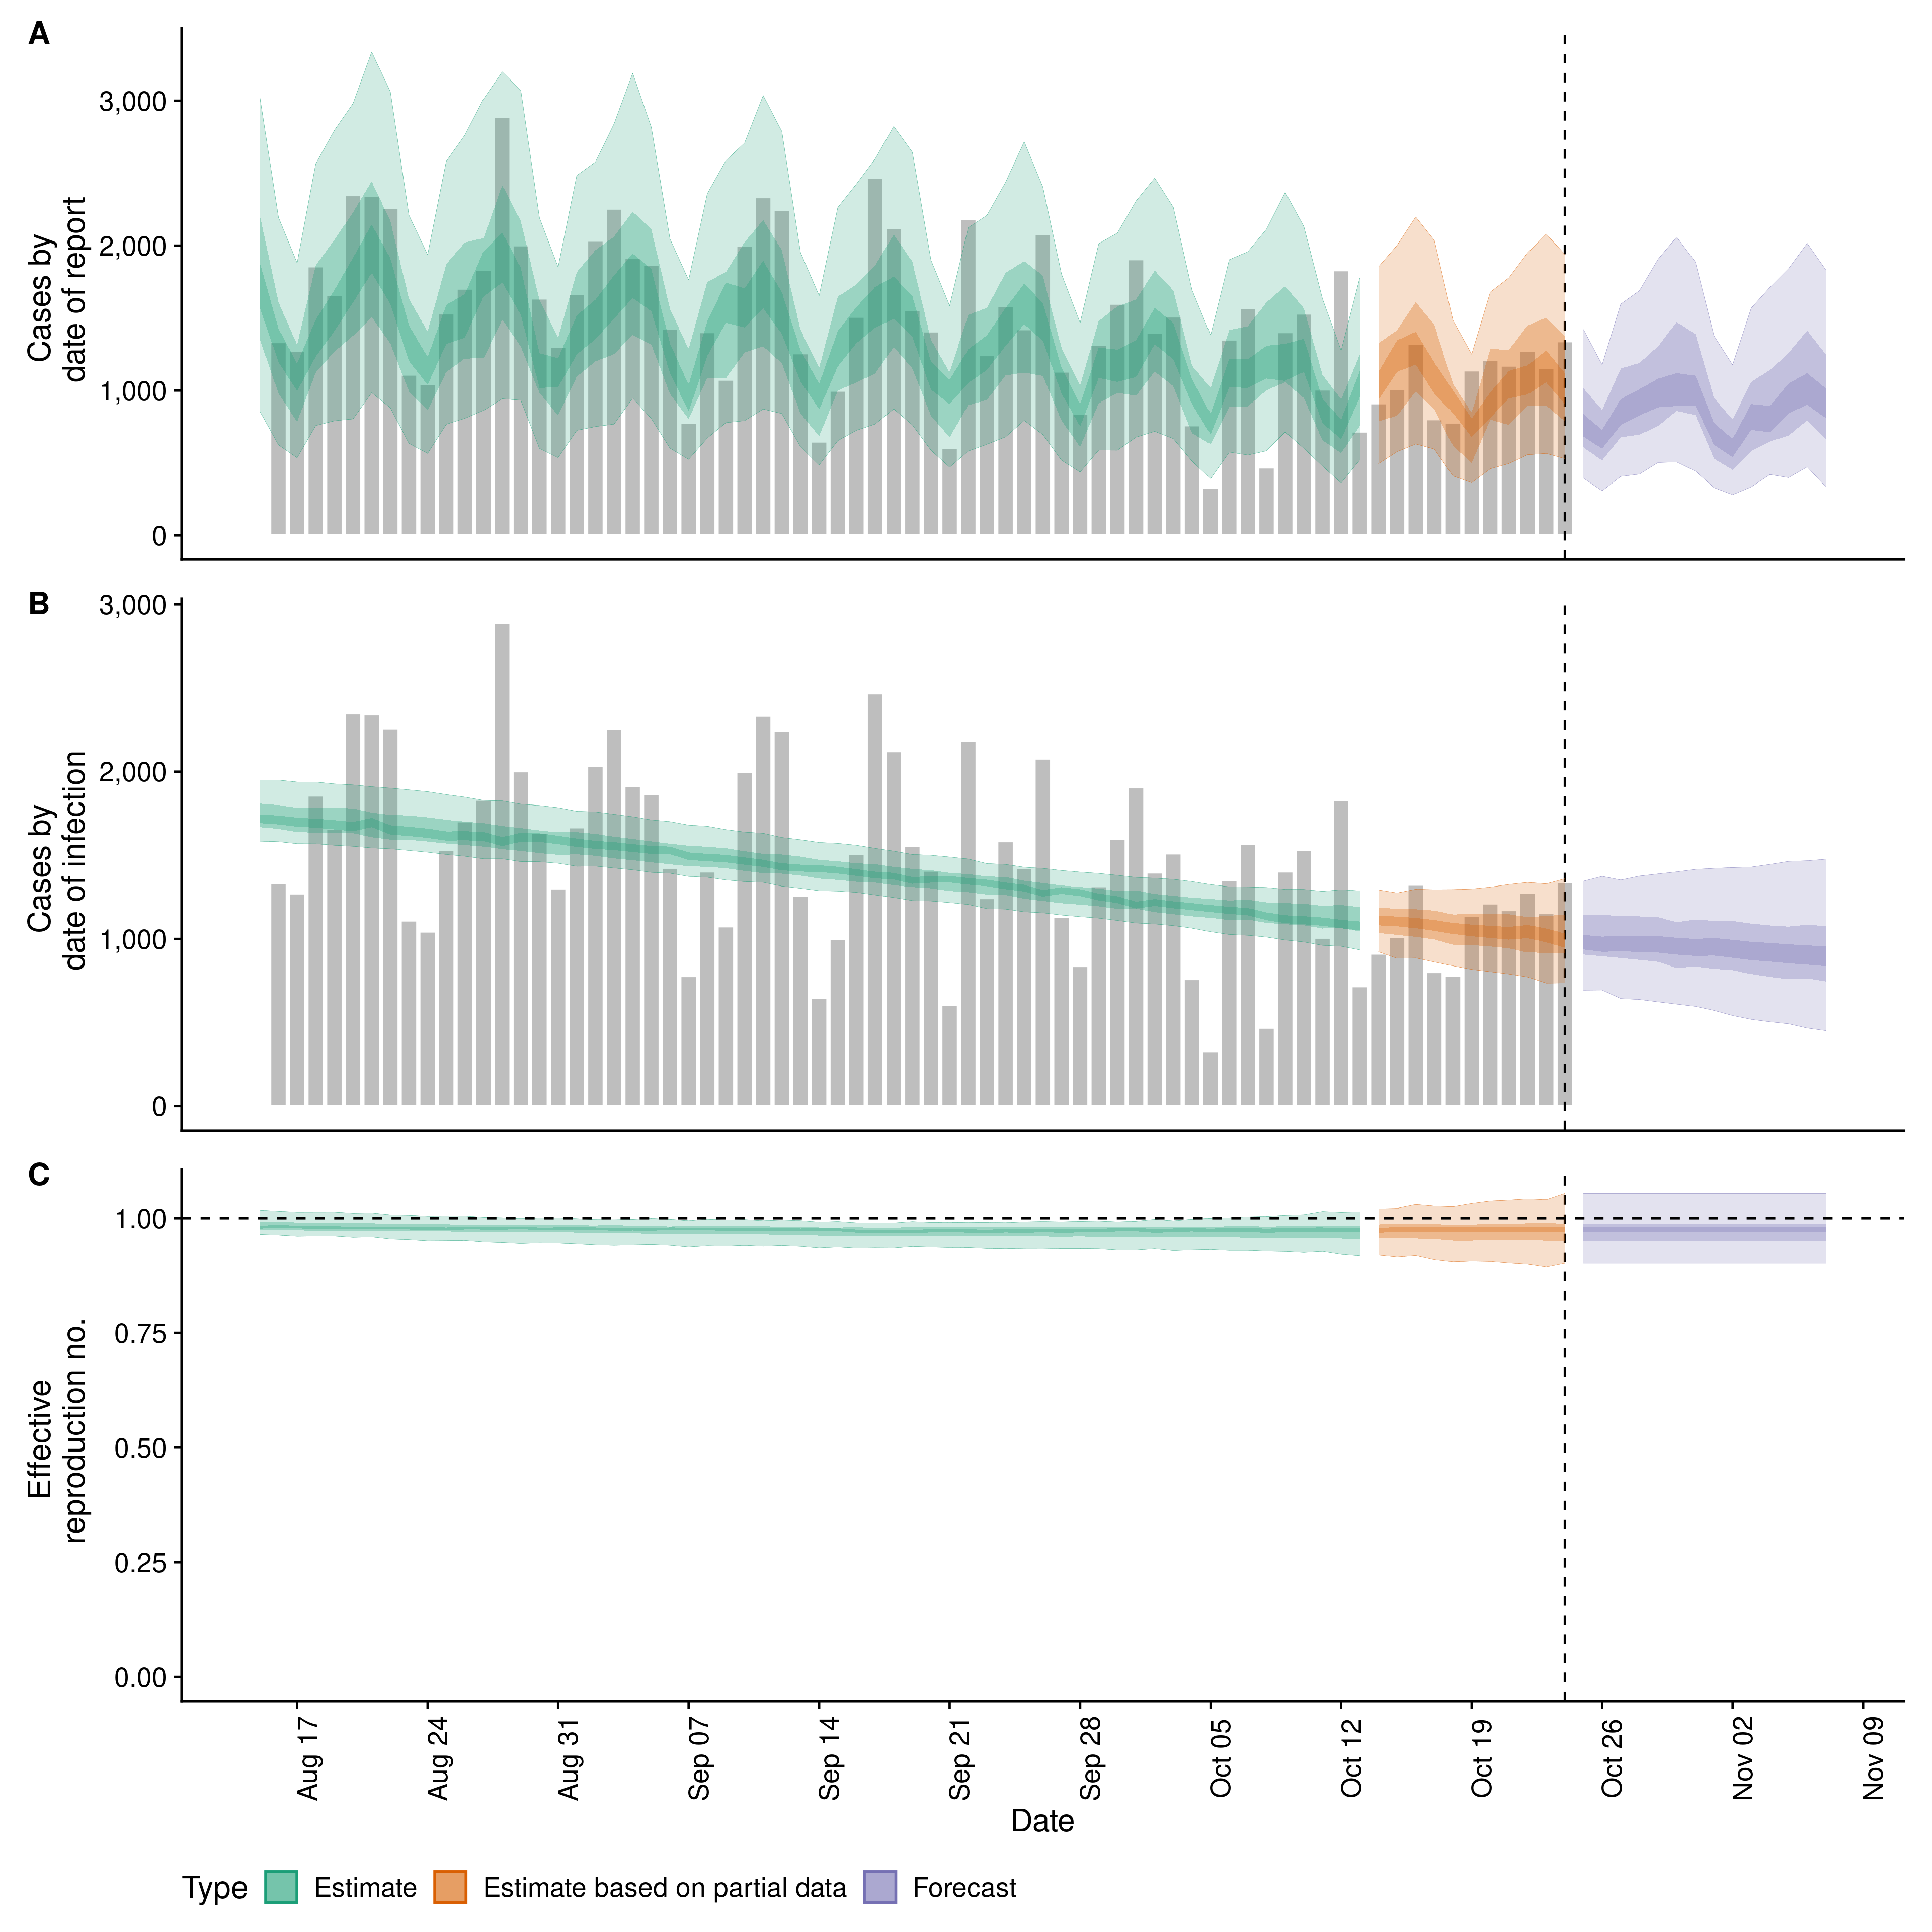 A
3,000
2,000
1,000
0
Cases by
date of report
B
3,000
2,000
1,000
0
Cases by
date of infection
C
1.00
0.75
0.50
0.25
0.00
Effective
reproduction no.
Aug 17
Aug 24
Aug 31
Sep 07
Sep 14
Sep 21
Sep 28
Oct 05
Oct 12
Oct 19
Oct 26
Nov 02
Nov 09
Date
Type Estimate Estimate based on partial data Forecast